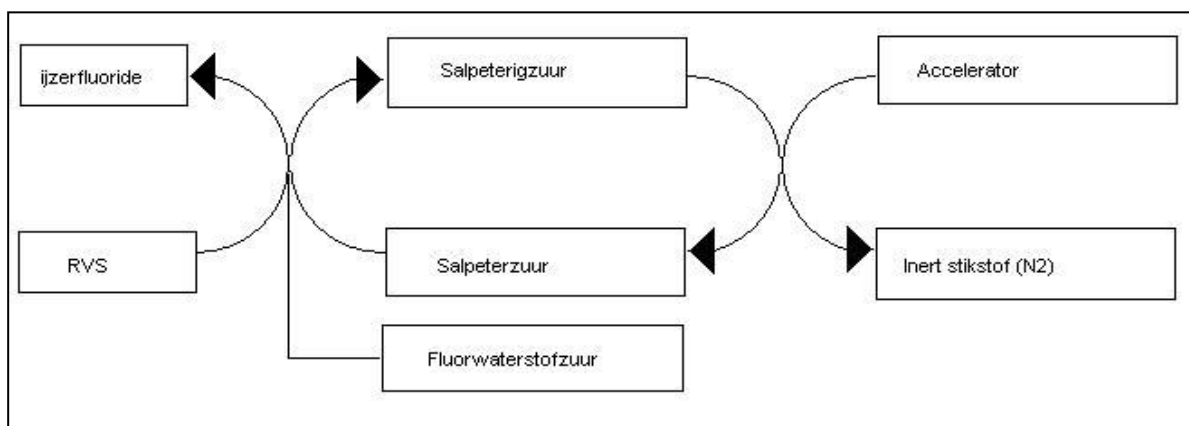 ijzerfluoride
Salpeterigzuur
Accelerator
RVS
Salpeterzuur
Inert stikstof (N2)
Fluorwaterstofzuur